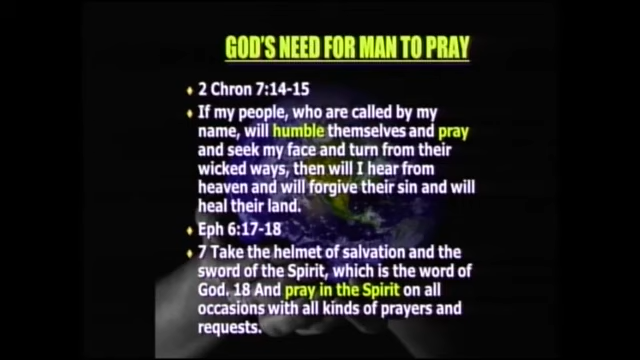 GOD'S NEED FOR MAN TO PRAY
2 Chron 7:14-15
If my people, who are called by my
name, will humble themselves and pray
and seek my face and turn from their
wicked ways, then will I hear from
heaven and will forgive their sin and will
heal their land.
Eph 6:17-18
7 Take the helmet of salvation and the
sword of the Spirit, which is the word of
God. 18 And pray in the Spirit on all
occasions with all kinds of prayers and
requests.